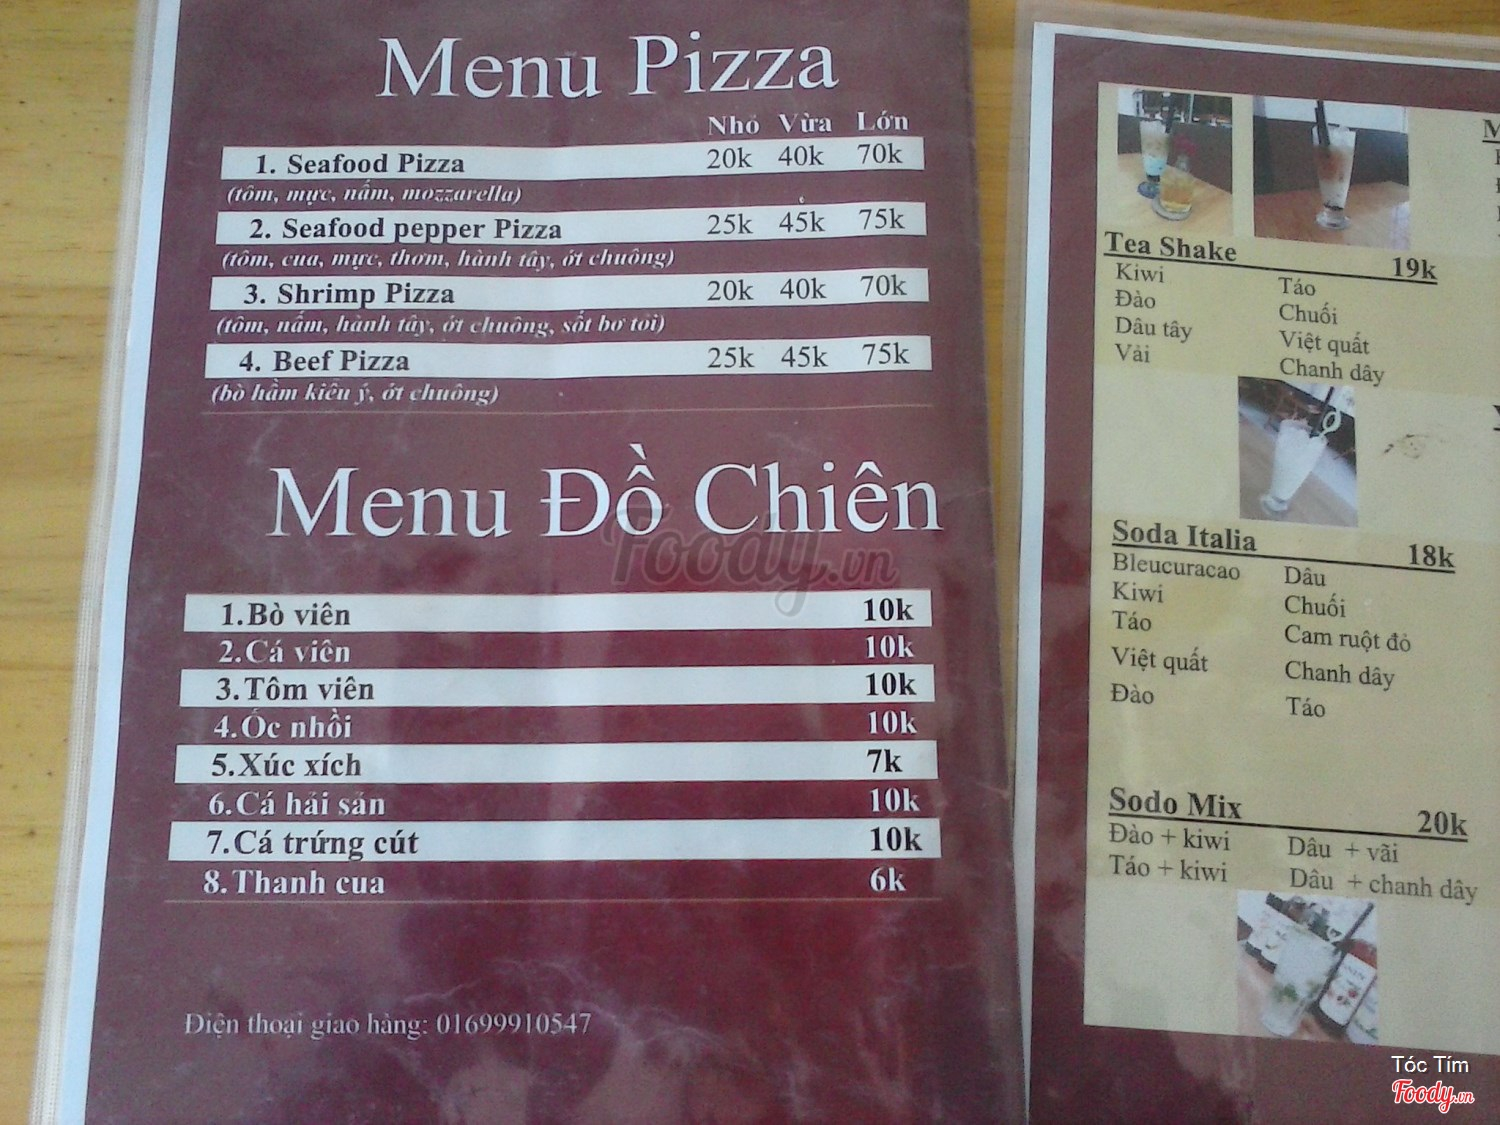 Menu Pizza
Nhỏ Vừa Lớn
1. Seafood Pizza 20k 40k 70k
(tôm, mực, nấm, mozzarella)
2. Seafood pepper Pizza 25k 45k 75k
(tôm, cua, mực, thơm, hành tây, ớt chuông)
3. Shrimp Pizza 20k 40k 70k
(tôm, nấm, hành tây, ớt chuông, sốt bơ tỏi)
4. Beef Pizza 25k 45k 75k
(bò hầm kiểu ý, ớt chuông)
Menu Đồ Chiên
1.Bò viên 10k
2.Cá viên 10k
3.Tôm viên 10k
4.Ốc nhồi 10k
5.Xúc xích 7k
6.Cá hải sản 10k
7.Cá trứng cút 10k
8.Thanh cua 6k
Điện thoại giao hàng: 01699910547
Foody.vn
Tea Shake 19k
Kiwi Táo
Đào Chuối
Dâu tây Việt quất
Vải Chanh dây
Soda Italia 18k
Bleucuracao Dâu
Kiwi Chuối
Táo Cam ruột đỏ
Việt quất Chanh dây
Đào Táo
Sodo Mix 20k
Đào + kiwi Dâu + vãi
Táo + kiwi Dâu + chanh dây
Tóc Tím
Foody.vn